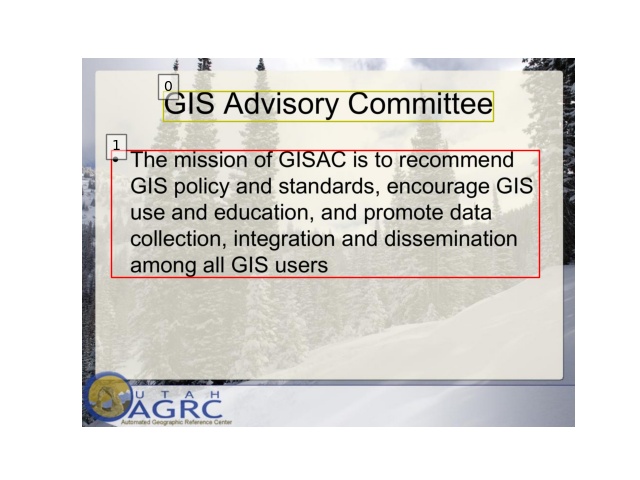 0
GIS Advisory Committee
1
• The mission of GISAC is to recommend
GIS policy and standards, encourage GIS
use and education, and promote data
collection, integration and dissemination
among all GIS users
UTAH
AGRC
Automated Geographic Reference Center